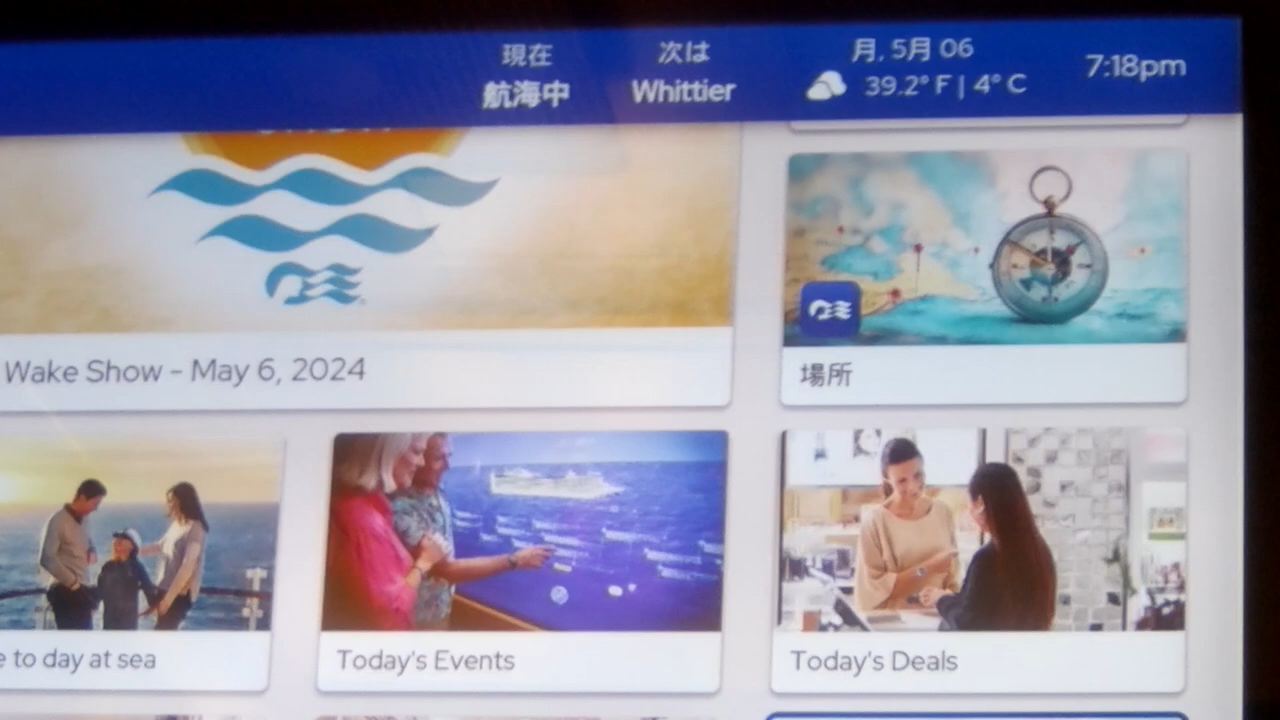 現在
航海中
次は
Whittier
月, 5月 06
39.2° F | 4° C
7:18pm
Wake Show - May 6, 2024
場所
to day at sea
Today's Events
Today's Deals